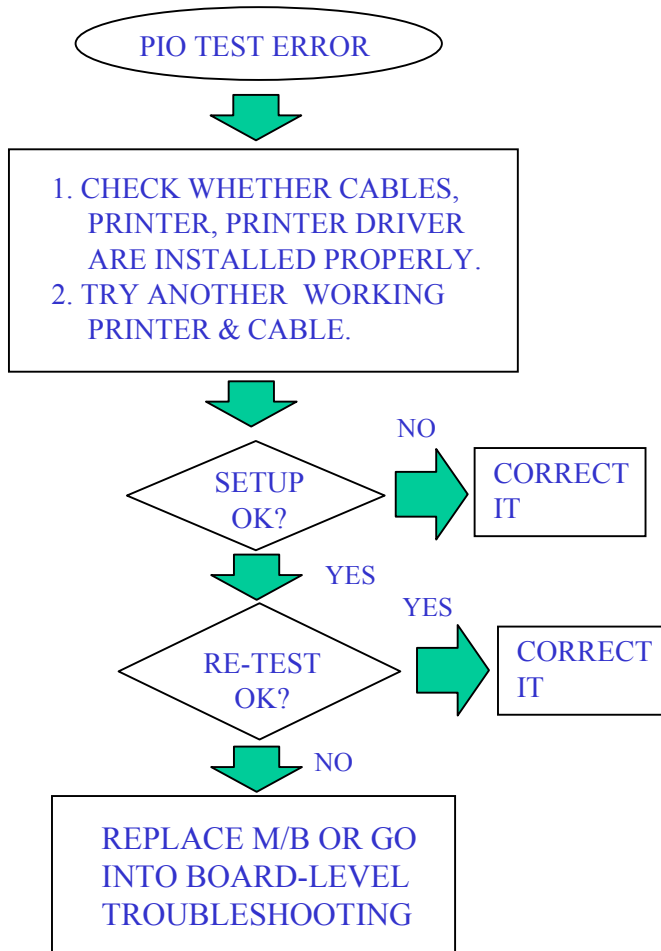 PIO TEST ERROR
1. CHECK WHETHER CABLES,
PRINTER, PRINTER DRIVER
ARE INSTALLED PROPERLY.
2. TRY ANOTHER WORKING
PRINTER & CABLE.
SETUP
OK?
NO
CORRECT
IT
YES
RE-TEST
OK?
YES
CORRECT
IT
NO
REPLACE M/B OR GO
INTO BOARD-LEVEL
TROUBLESHOOTING